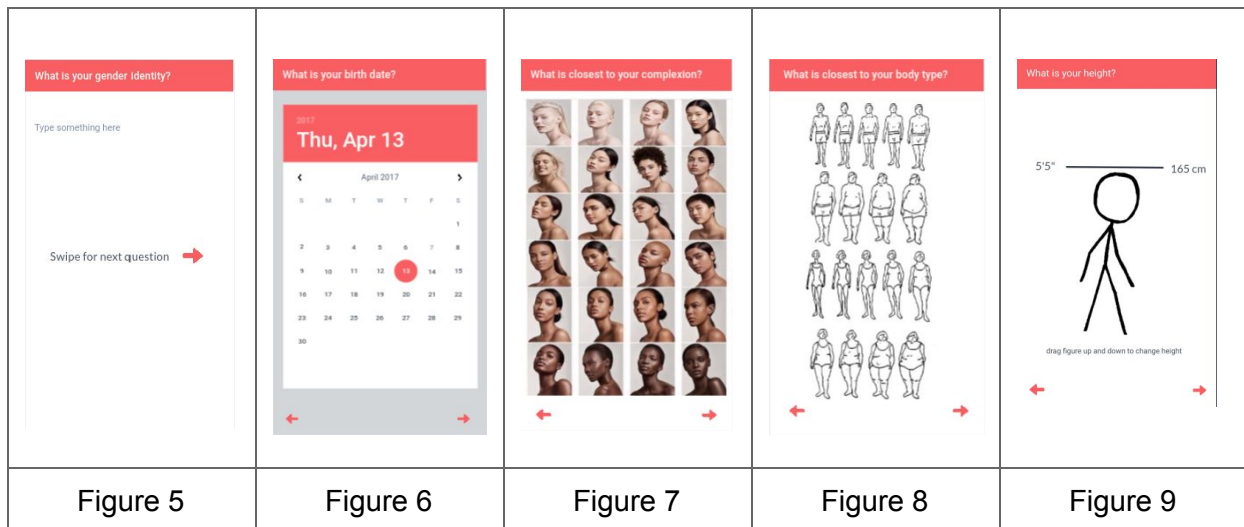 What is your gender identity?
Type something here
Swipe for next question
Figure 5
What is your birth date?
2017
Thu, Apr 13
April 2017
S M T W T F S
1
2 3 4 5 6 7 8
9 10 11 12 13 14 15
16 17 18 19 20 21 22
23 24 25 26 27 28 29
30
Figure 6
What is closest to your complexion?
Figure 7
What is closest to your body type?
Figure 8
What is your height?
5'5" 165 cm
drag figure up and down to change height
Figure 9